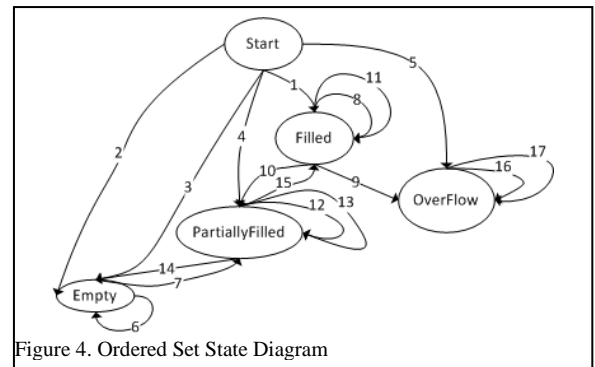 Start
5
1
11
8
2
4
Filled
3
10
15
9
17
16
OverFlow
12
13
PartiallyFilled
14
7
Empty
6
Figure 4. Ordered Set State Diagram